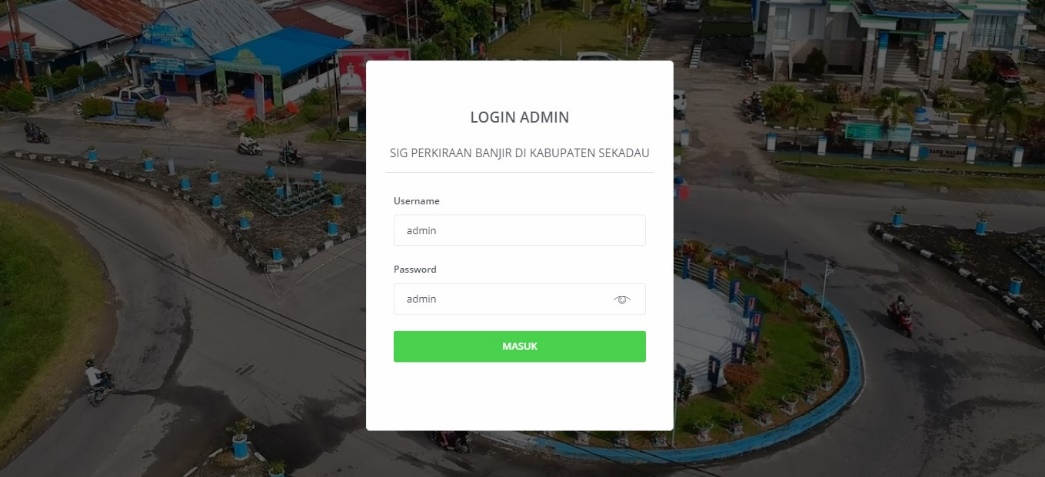 LOGIN ADMIN
SIG PERKIRAAN BANJIR DI KABUPATEN SEKADAU
Username
admin
Password
admin
MASUK